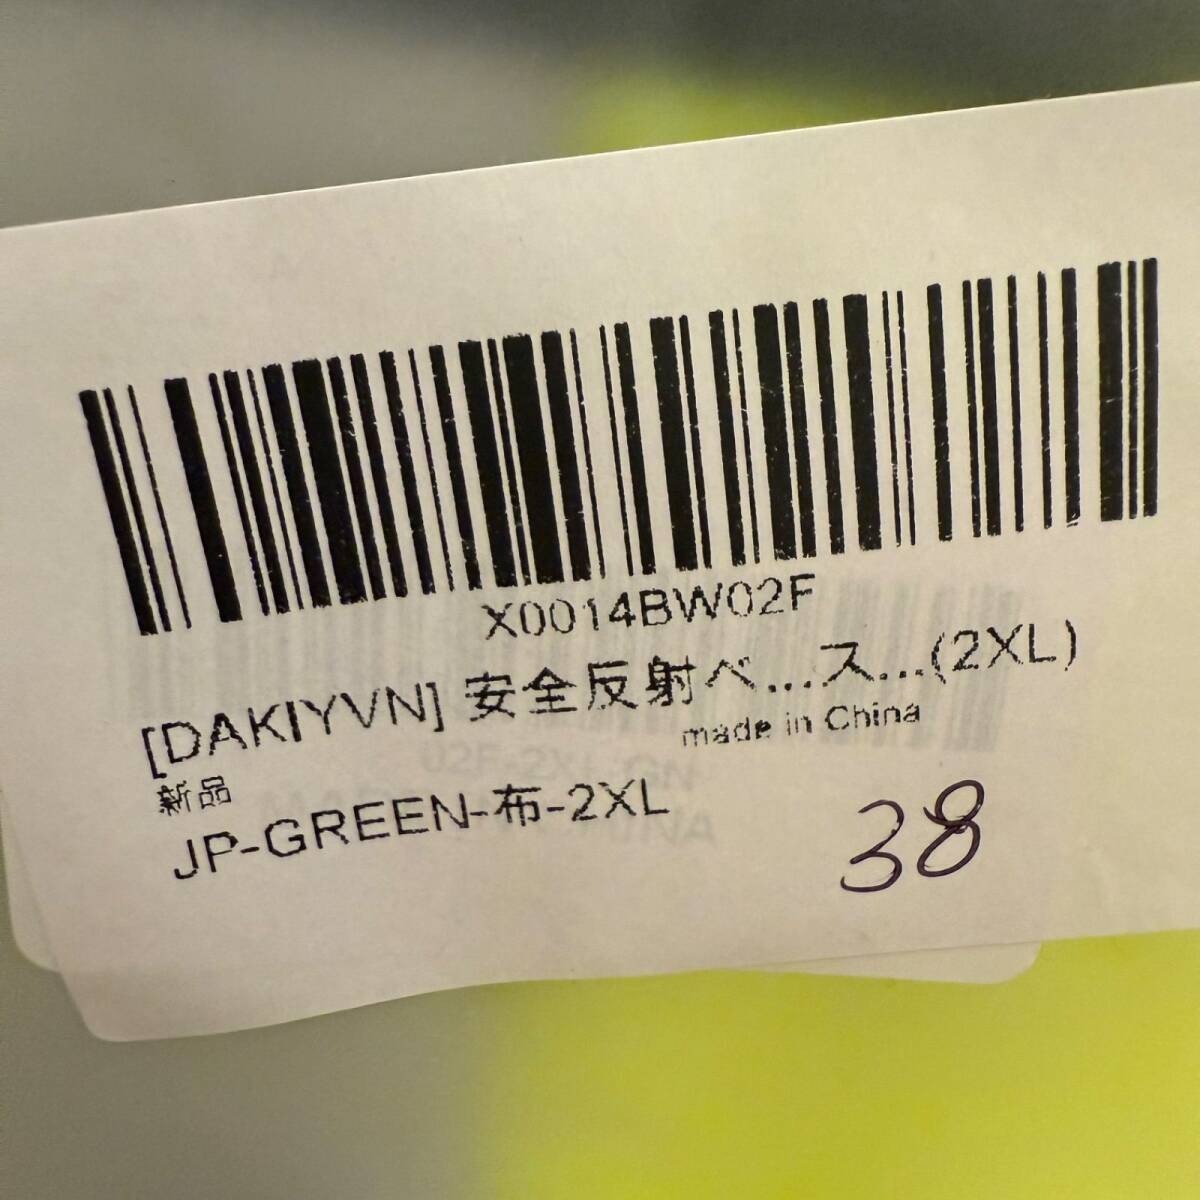 X0014BW02F
[DAKIYVN] 安全反射ベ...ス...(2XL)
made in China
新品
JP-GREEN-布-2XL
38